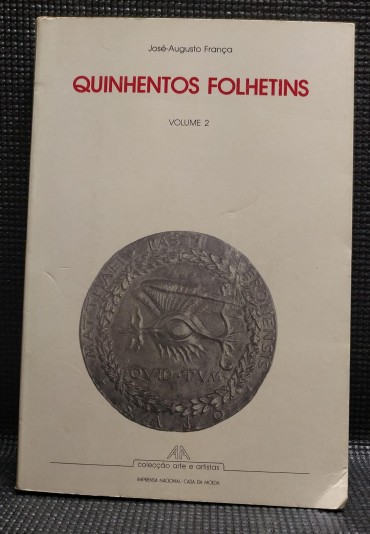 José-Augusto França
QUINHENTOS FOLHETINS
VOLUME 2
QVID·TVM
colecção arte e artistas
IMPRENSA NACIONAL · CASA DA MOEDA